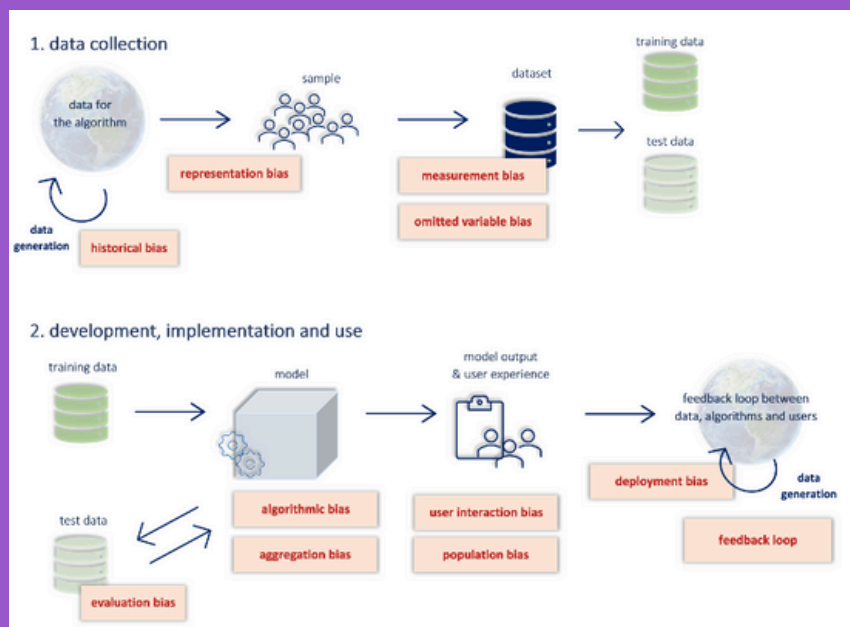 1. data collection
training data
sample
dataset
data for
the algorithm
test data
representation bias
measurement bias
omitted variable bias
data
generation
historical bias
2. development, implementation and use
training data
model
model output
& user experience
feedback loop between
data, algorithms and users
deployment bias
data
generation
algorithmic bias
user interaction bias
test data
aggregation bias
population bias
feedback loop
evaluation bias